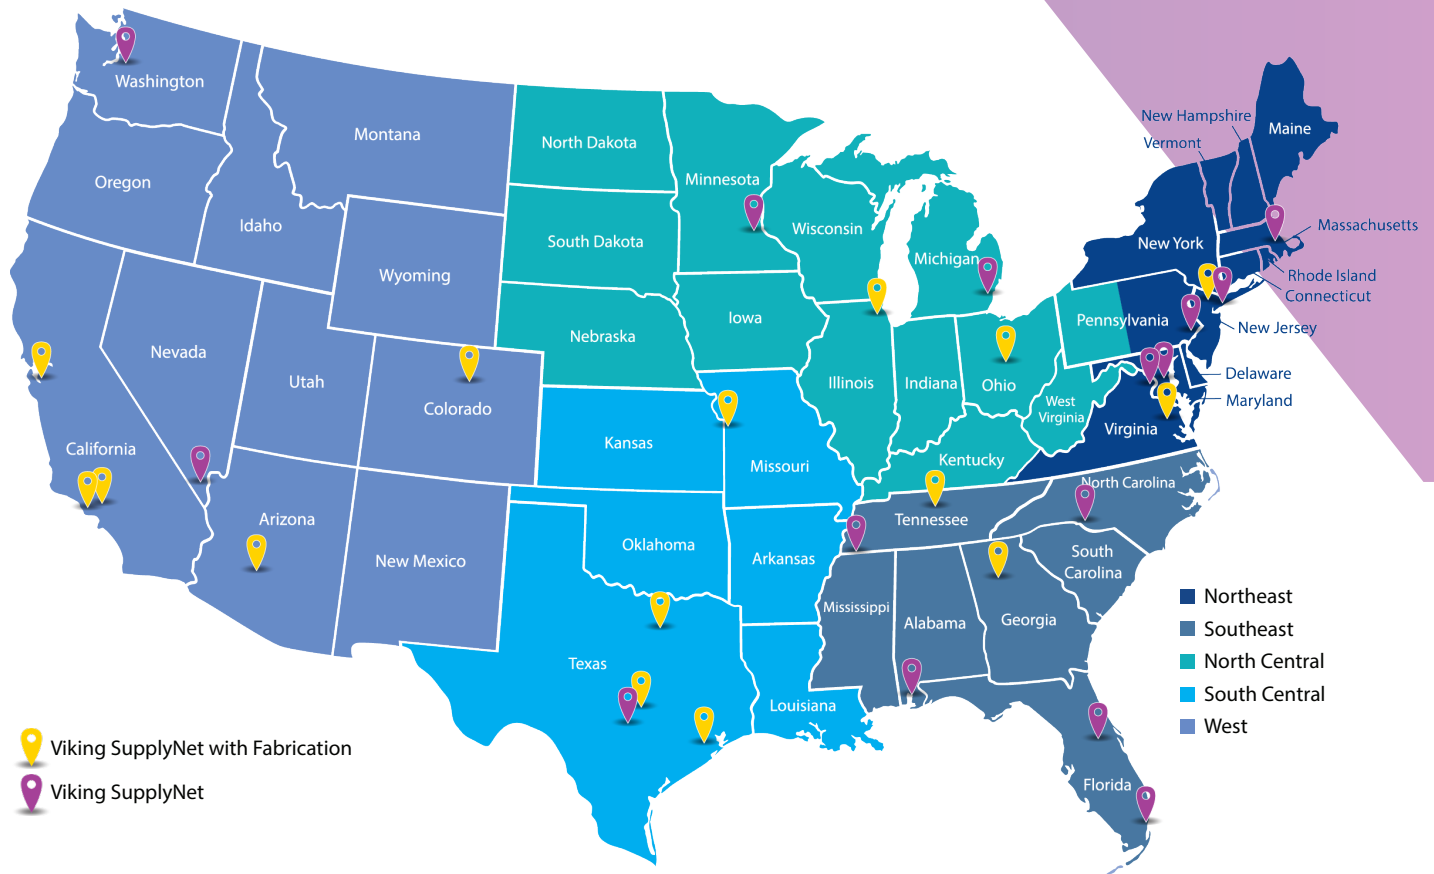 Washington
Montana
North Dakota
Minnesota
New Hampshire
Maine
Vermont
Oregon
Idaho
South Dakota
Wisconsin
Michigan
New York
Massachusetts
Wyoming
Rhode Island
Connecticut
Nebraska
Iowa
Pennsylvania
New Jersey
Nevada
Utah
Colorado
Illinois
Indiana
Ohio
West
Virginia
Delaware
Maryland
Virginia
California
Kansas
Missouri
Kentucky
North Carolina
Arizona
New Mexico
Oklahoma
Arkansas
Tennessee
South
Carolina
Mississippi
Alabama
Georgia
Texas
Louisiana
Florida
Northeast
Southeast
North Central
South Central
West
Viking SupplyNet with Fabrication
Viking SupplyNet